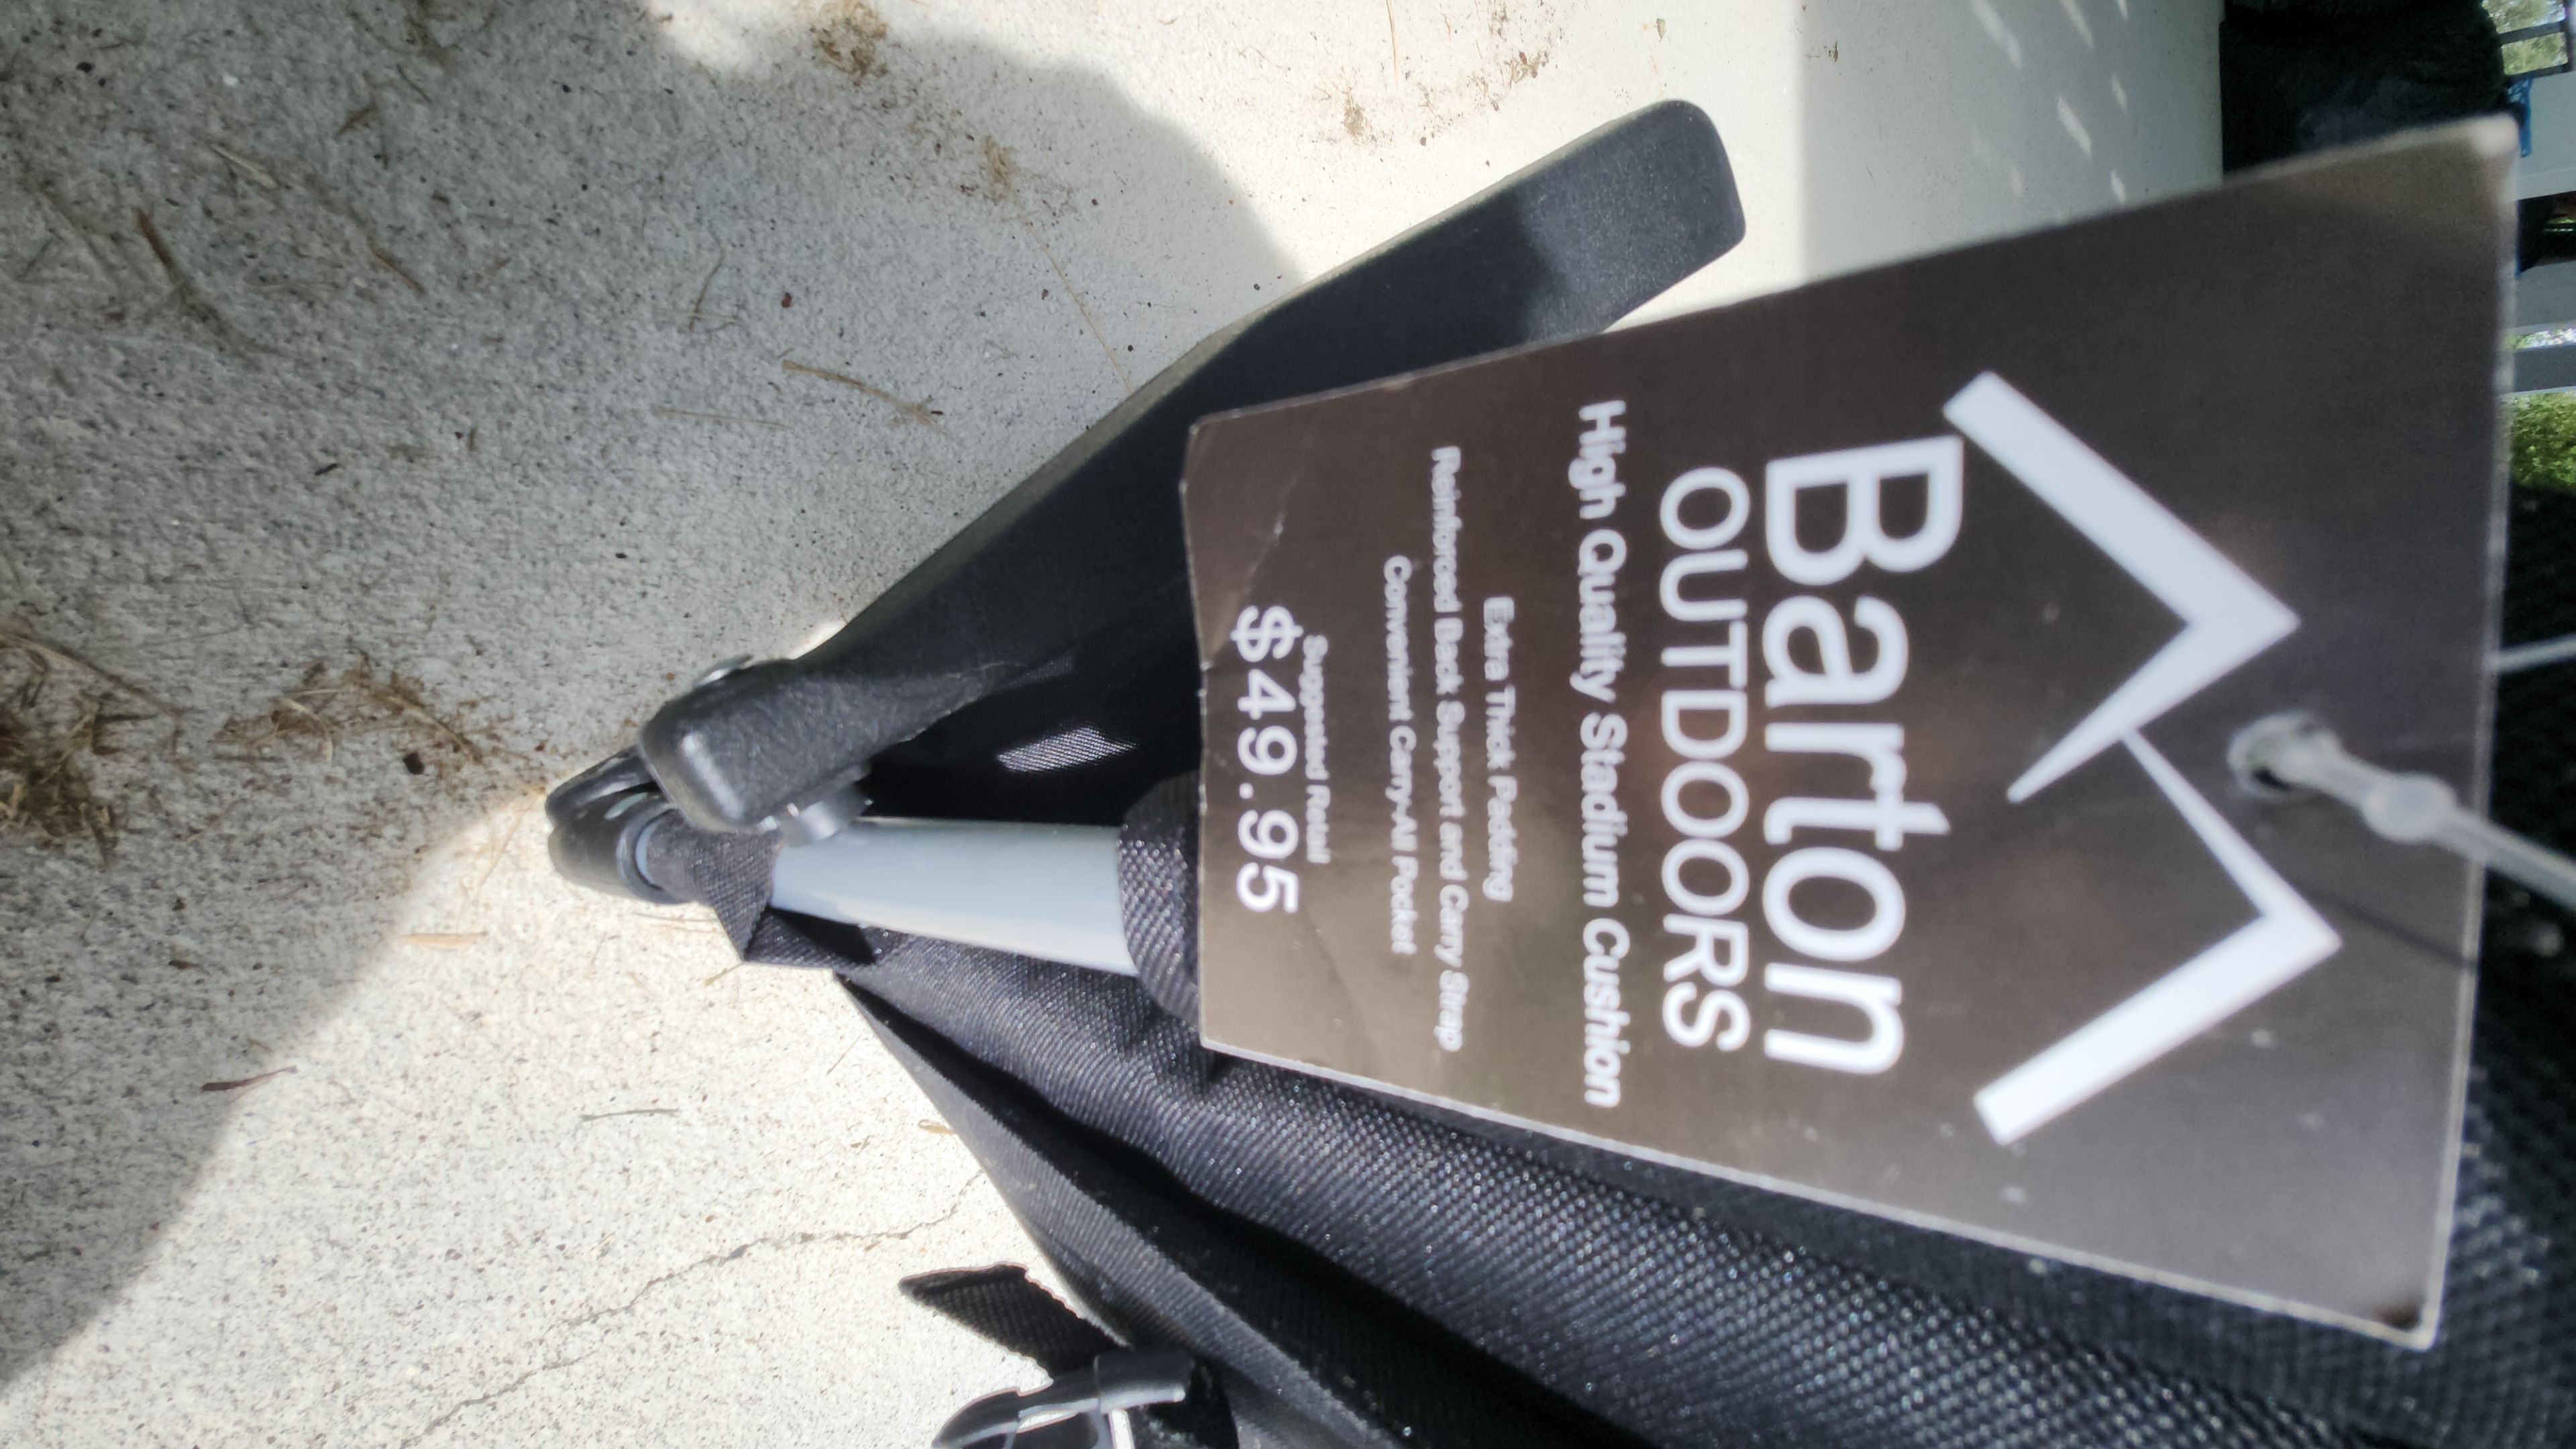 Barton
OUTDOORS
High Quality Stadium Cushion
Extra Thick Padding
Reinforced Back Support and Carry Strap
Convenient Carry-All Pocket
Suggested Retail
$49.95